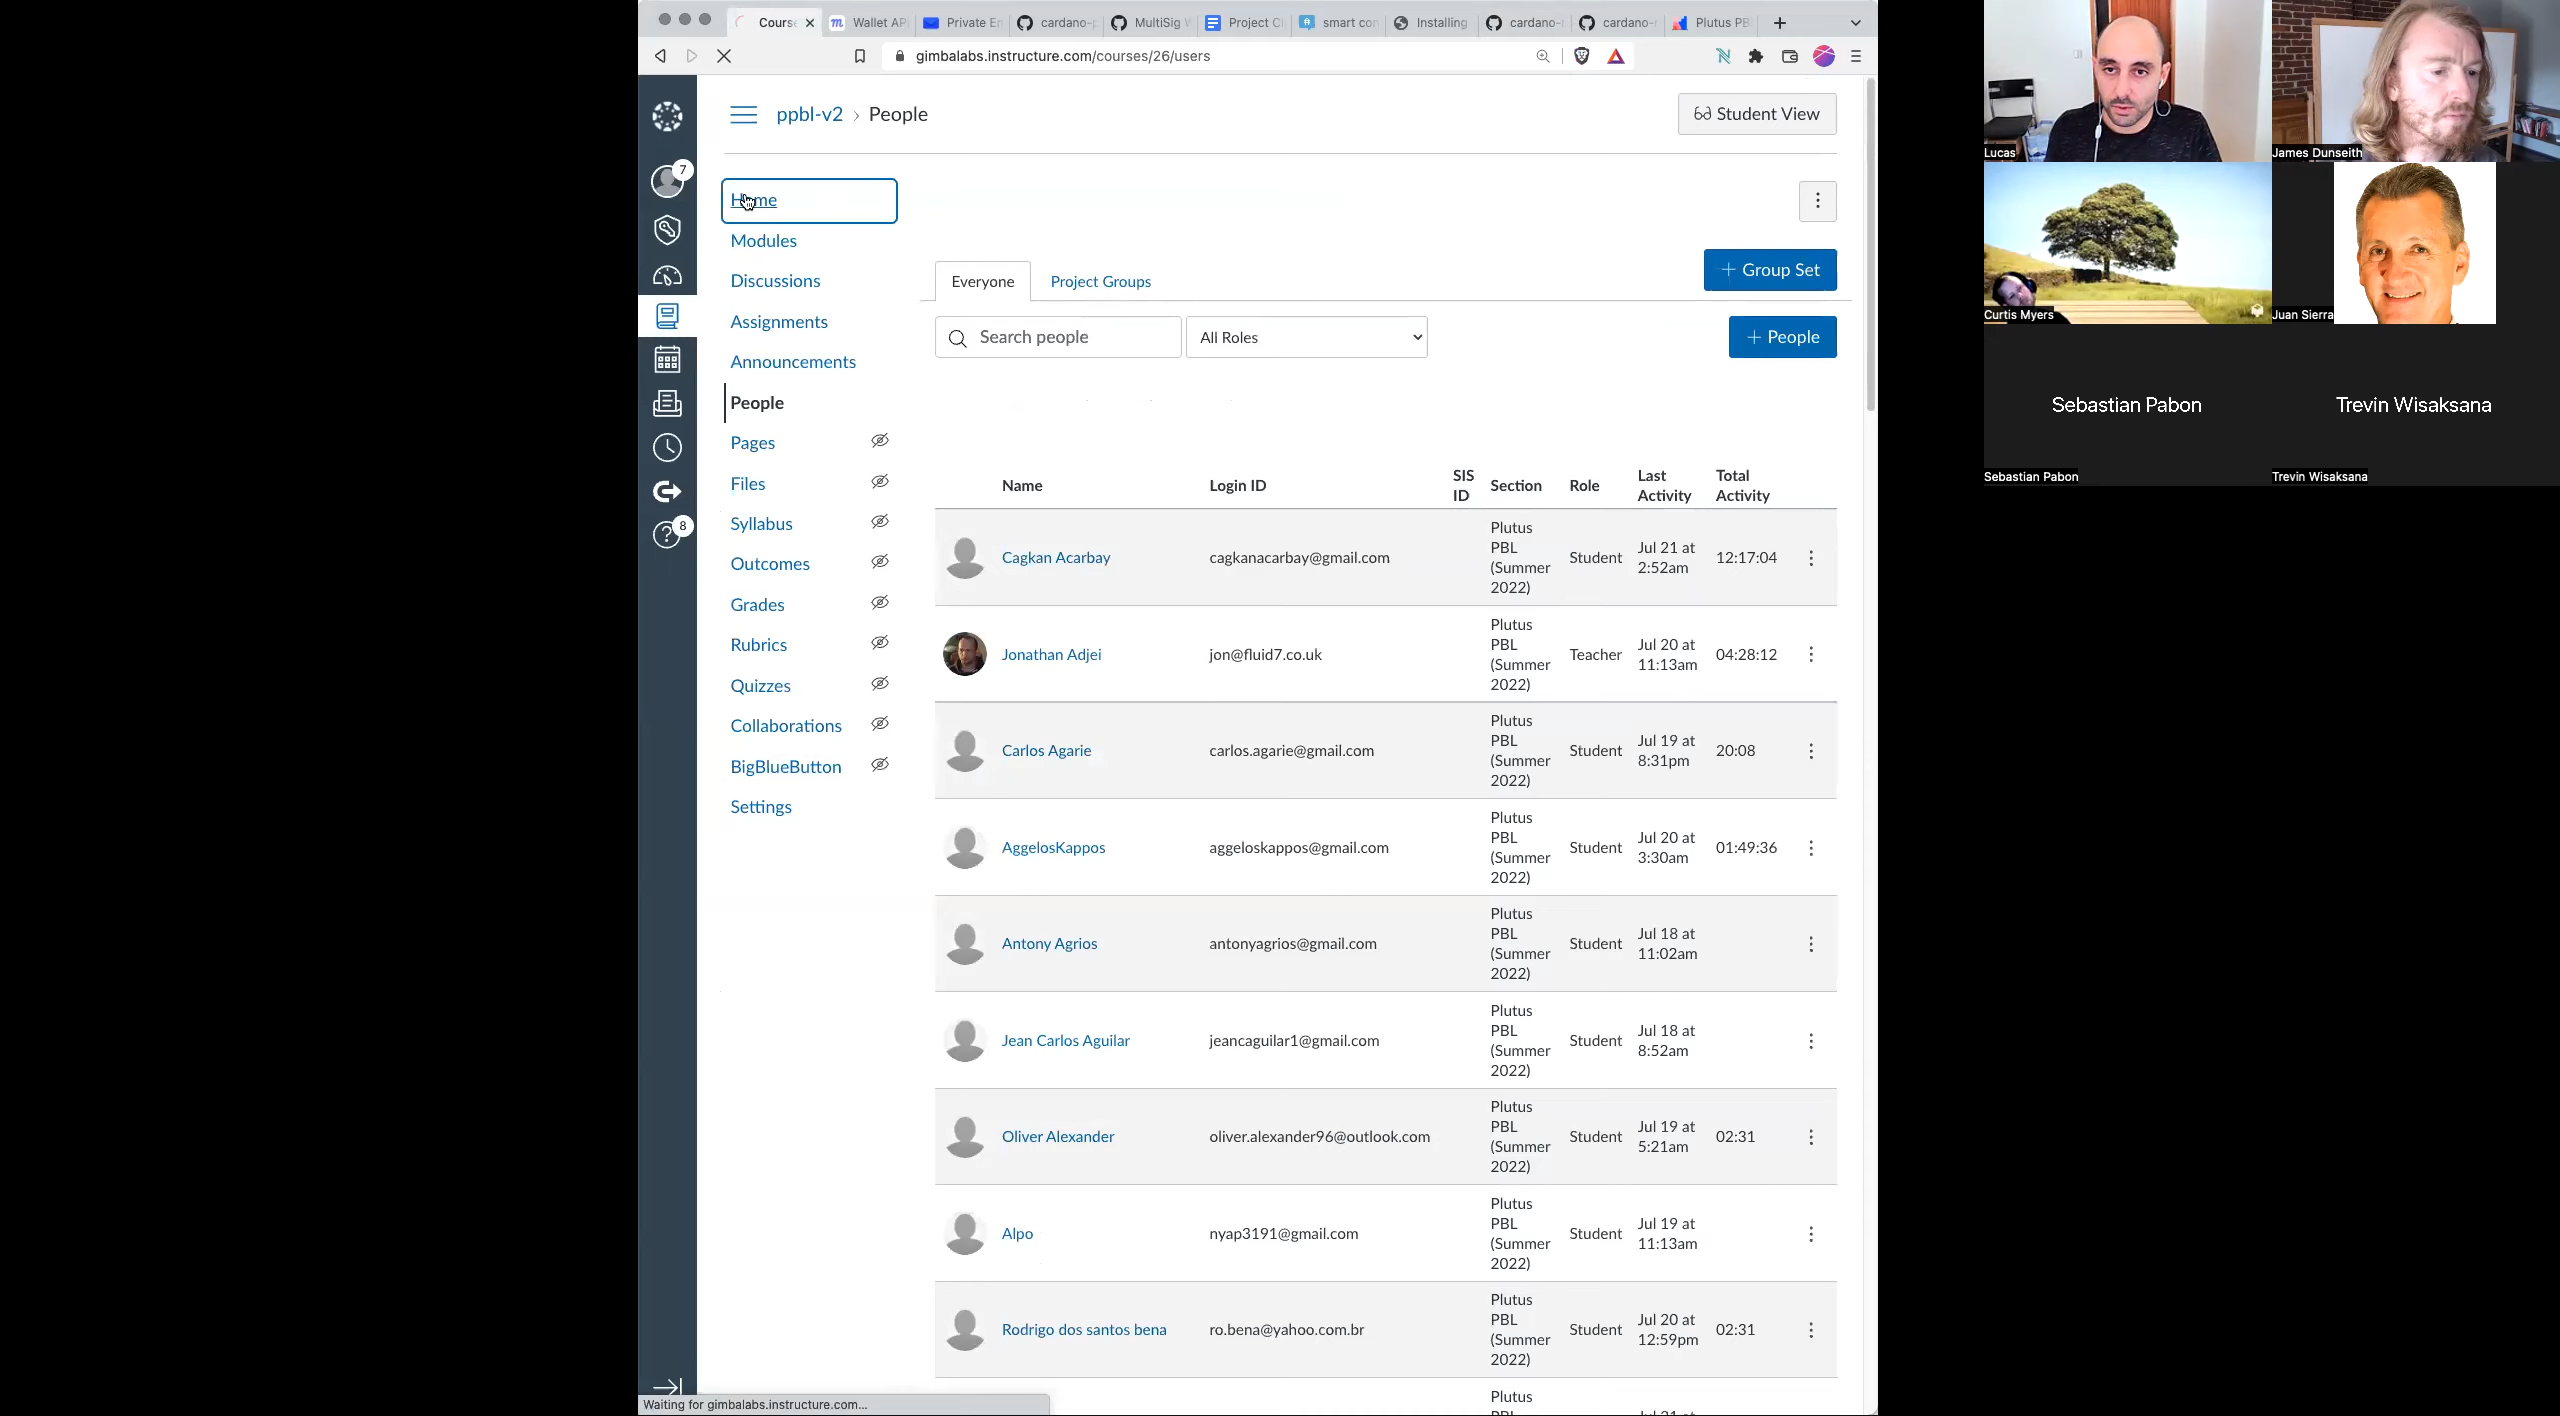 Course
Wallet AP
Private En
cardano-p
MultiSig W
Project Cl
smart con
Installing
cardano-
cardano-
Plutus PB
gimbalabs.instructure.com/courses/26/users
ppbl-v2 › People
Student View
7
8
Home
Modules
Discussions
Assignments
Announcements
People
Pages
Files
Syllabus
Outcomes
Grades
Rubrics
Quizzes
Collaborations
BigBlueButton
Settings
+ Group Set
Everyone
Project Groups
Search people
All Roles
+ People
Name Login ID SIS ID Section Role Last Activity Total Activity
Cagkan Acarbay cagkanacarbay@gmail.com Plutus PBL (Summer 2022) Student Jul 21 at 2:52am 12:17:04
Jonathan Adjei jon@fluid7.co.uk Plutus PBL (Summer 2022) Teacher Jul 20 at 11:13am 04:28:12
Carlos Agarie carlos.agarie@gmail.com Plutus PBL (Summer 2022) Student Jul 19 at 8:31pm 20:08
AggelosKappos aggeloskappos@gmail.com Plutus PBL (Summer 2022) Student Jul 20 at 3:30am 01:49:36
Antony Agrios antonyagrios@gmail.com Plutus PBL (Summer 2022) Student Jul 18 at 11:02am
Jean Carlos Aguilar jeancaguilar1@gmail.com Plutus PBL (Summer 2022) Student Jul 18 at 8:52am
Oliver Alexander oliver.alexander96@outlook.com Plutus PBL (Summer 2022) Student Jul 19 at 5:21am 02:31
Alpo nyap3191@gmail.com Plutus PBL (Summer 2022) Student Jul 19 at 11:13am
Rodrigo dos santos bena ro.bena@yahoo.com.br Plutus PBL (Summer 2022) Student Jul 20 at 12:59pm 02:31
Plutus
Waiting for gimbalabs.instructure.com...
Lucas
James Dunseith
Curtis Myers
Juan Sierra
Sebastian Pabon
Trevin Wisaksana
Sebastian Pabon
Trevin Wisaksana